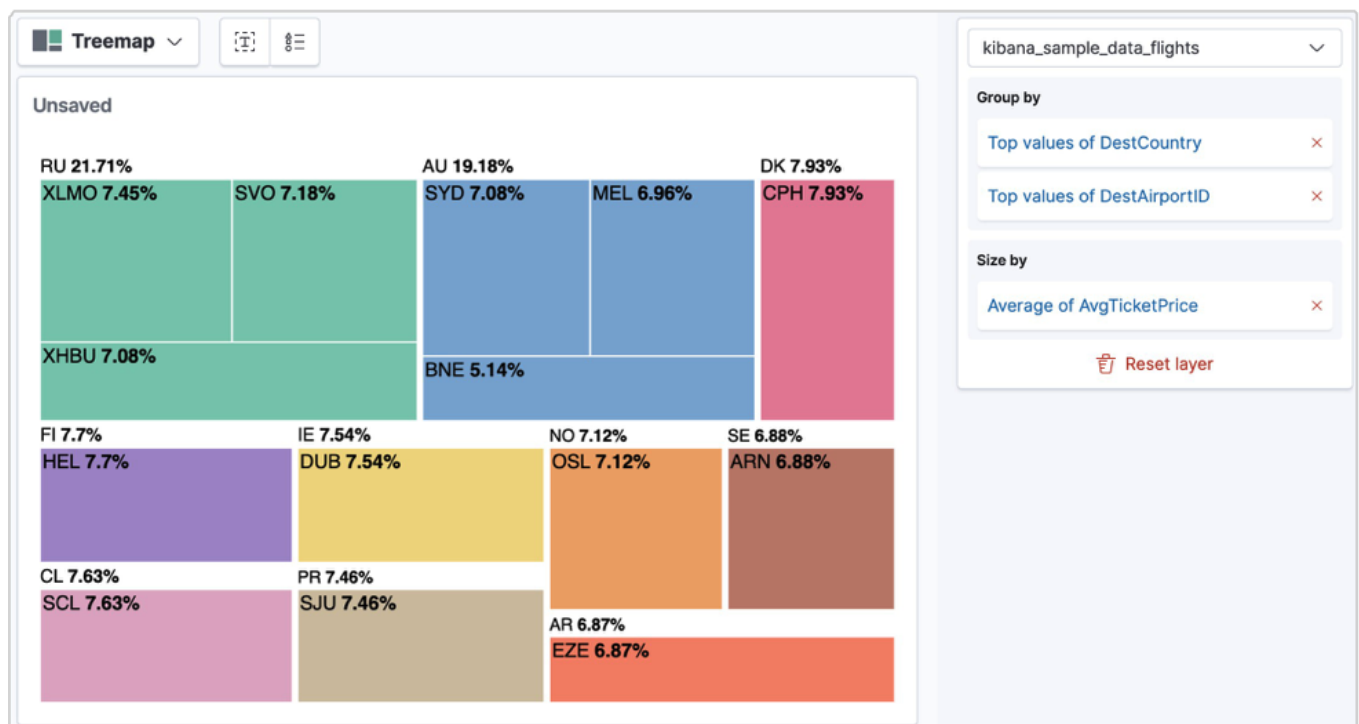 Treemap
kibana_sample_data_flights
Unsaved
Group by
Top values of DestCountry
Top values of DestAirportID
Size by
Average of AvgTicketPrice
Reset layer
RU 21.71%
AU 19.18%
DK 7.93%
XLMO 7.45%
SVO 7.18%
SYD 7.08%
MEL 6.96%
CPH 7.93%
XHBU 7.08%
BNE 5.14%
FI 7.7%
IE 7.54%
NO 7.12%
SE 6.88%
HEL 7.7%
DUB 7.54%
OSL 7.12%
ARN 6.88%
CL 7.63%
PR 7.46%
SCL 7.63%
SJU 7.46%
AR 6.87%
EZE 6.87%